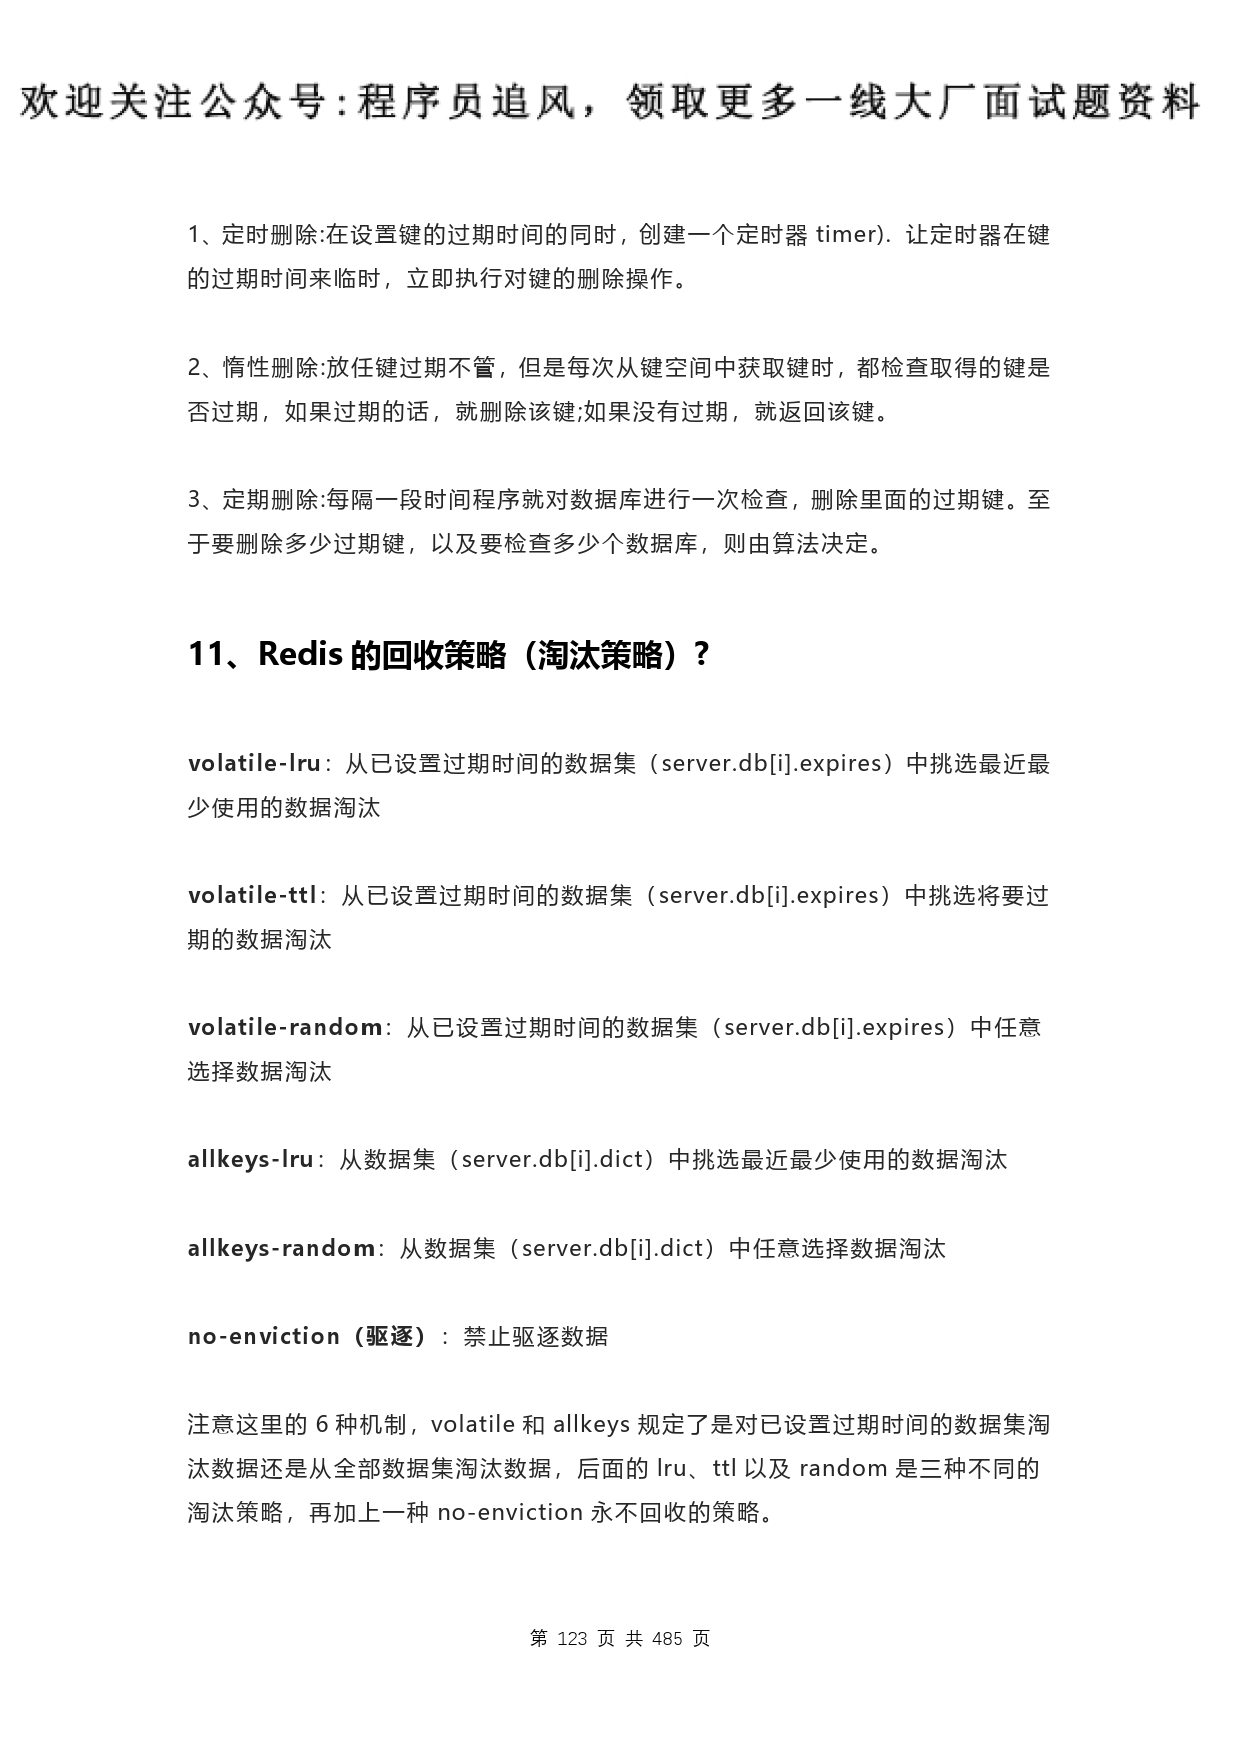 欢迎关注公众号:程序员追风，领取更多一线大厂面试题资料
1、定时删除:在设置键的过期时间的同时，创建一个定时器 timer). 让定时器在键
的过期时间来临时，立即执行对键的删除操作。
2、惰性删除:放任键过期不管，但是每次从键空间中获取键时，都检查取得的键是
否过期，如果过期的话，就删除该键;如果没有过期，就返回该键。
3、定期删除:每隔一段时间程序就对数据库进行一次检查，删除里面的过期键。至
于要删除多少过期键，以及要检查多少个数据库，则由算法决定。
11、Redis 的回收策略（淘汰策略）?
volatile-lru：从已设置过期时间的数据集（server.db[i].expires）中挑选最近最
少使用的数据淘汰
volatile-ttl：从已设置过期时间的数据集（server.db[i].expires）中挑选将要过
期的数据淘汰
volatile-random：从已设置过期时间的数据集（server.db[i].expires）中任意
选择数据淘汰
allkeys-lru：从数据集（server.db[i].dict）中挑选最近最少使用的数据淘汰
allkeys-random：从数据集（server.db[i].dict）中任意选择数据淘汰
no-enviction（驱逐）：禁止驱逐数据
注意这里的 6 种机制，volatile 和 allkeys 规定了是对已设置过期时间的数据集淘
汰数据还是从全部数据集淘汰数据，后面的 lru、ttl 以及 random 是三种不同的
淘汰策略，再加上一种 no-enviction 永不回收的策略。
第 123 页 共 485 页